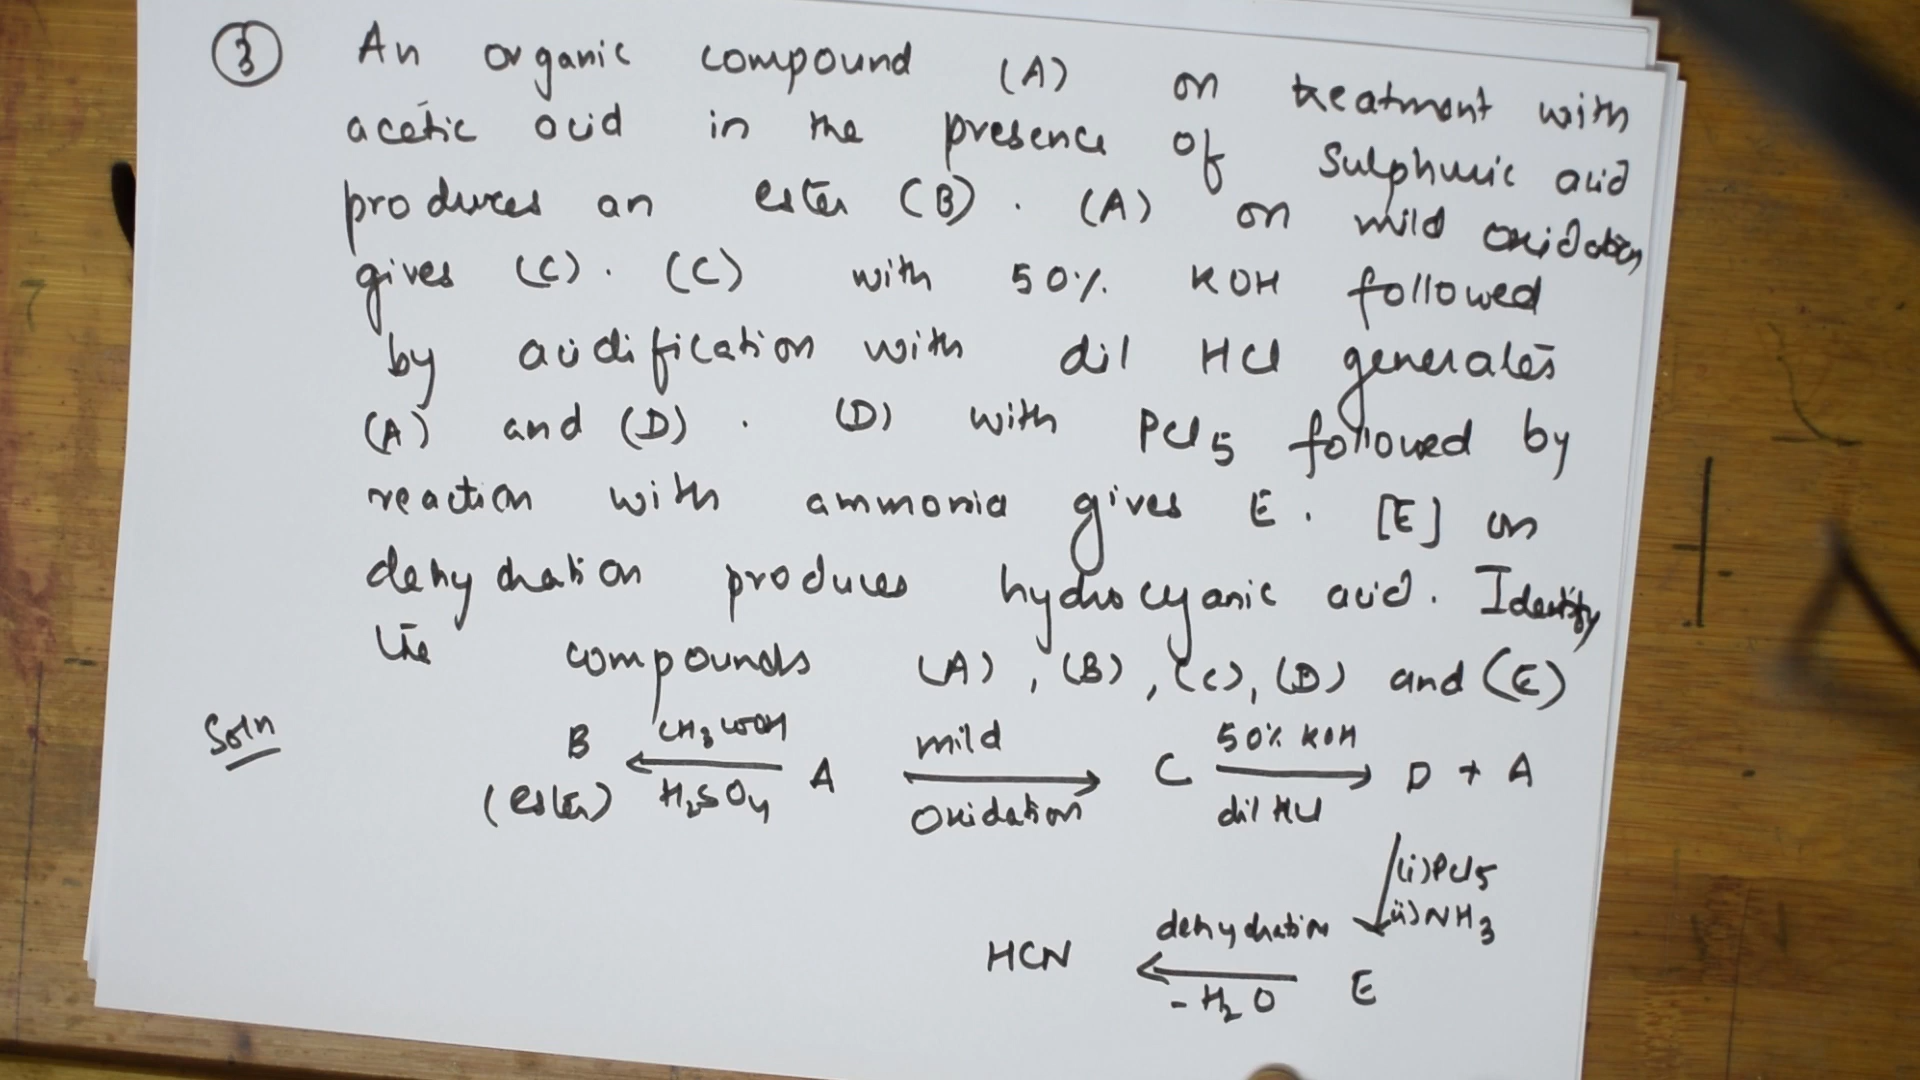 ③ An organic compound (A) on treatment with
acetic acid in the presence of Sulphuric acid
produces an ester (B). (A) on mild oxidation
gives (C). (C) with 50% KOH followed
by acidification with dil HCl generates
(A) and (D). (D) with PCl5 followed by
reaction with ammonia gives E. [E] on
dehydration produces hydrocyanic acid. Identify
the compounds (A), (B), (C), (D) and (E)
Soln
B (ester) ← CH3COOH H2SO4 A mild Oxidation → C 50% KOH dil HCl → D + A
(i) PCl5
ii) NH3
HCN ← dehydration - H2O E